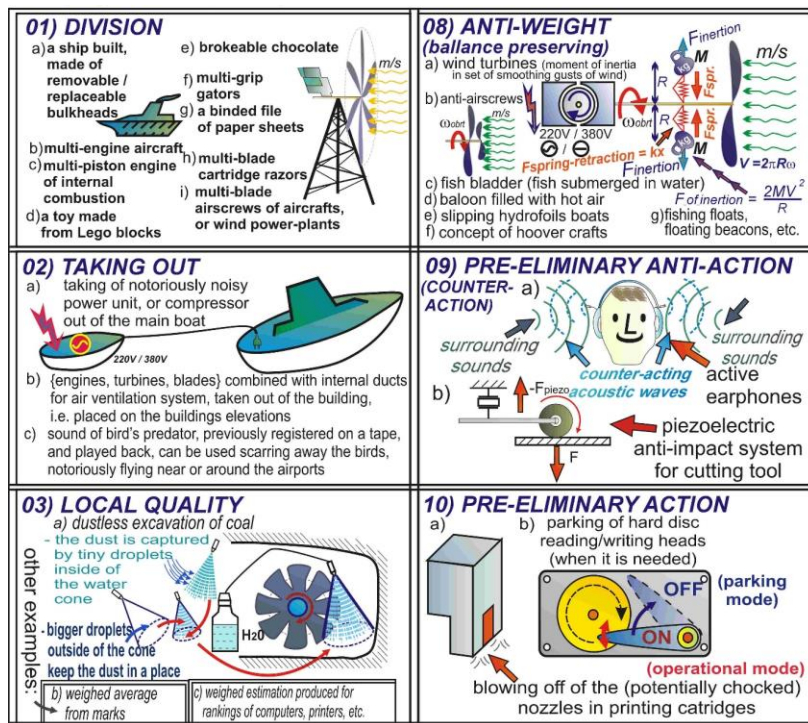 01) DIVISION
a) a ship built,
made of
removable /
replaceable
bulkheads
b) multi-engine aircraft
c) multi-piston engine
of internal
combustion
d) a toy made
from Lego blocks
e) brokeable chocolate
f) multi-grip
gators
g) a binded file
of paper sheets
h) multi-blade
cartridge razors
i) multi-blade
airscrews of aircrafts,
or wind power-plants
m/s
02) TAKING OUT
a) taking of notoriously noisy
power unit, or compressor
out of the main boat
220V / 380V
b) {engines, turbines, blades} combined with internal ducts
for air ventilation system, taken out of the building,
i.e. placed on the buildings elevations
c) sound of bird's predator, previously registered on a tape,
and played back, can be used scarring away the birds,
notoriously flying near or around the airports
03) LOCAL QUALITY
a) dustless excavation of coal
- the dust is captured
by tiny droplets
inside of
the water
cone
- bigger droplets
outside of the cone
keep the dust in a place
H20
other examples:
b) weighed average
from marks
c) weighed estimation produced for
rankings of computers, printers, etc.
08) ANTI-WEIGHT
(ballance preserving)
a) wind turbines (moment of inertia
in set of smoothing gusts of wind)
b) anti-airscrews
ωobrt
m/s
220V / 380V
ωobrt
Finertion
kg
M
R
Fspr.
R
Fspr.
kg
M
Finertion
m/s
Fspring-retraction = kx
V = 2πRω
F of inertion = 2MV²
R
c) fish bladder (fish submerged in water)
d) baloon filled with hot air
e) slipping hydrofoils boats
f) concept of hoover crafts
g) fishing floats,
floating beacons, etc.
09) PRE-ELIMINARY ANTI-ACTION
(COUNTER-
ACTION)
a)
surrounding
sounds
counter-acting
acoustic waves
surrounding
sounds
active
earphones
b)
-Fpiezo
F
piezoelectric
anti-impact system
for cutting tool
10) PRE-ELIMINARY ACTION
a)
b) parking of hard disc
reading/writing heads
(when it is needed)
OFF
(parking
mode)
ON
(operational mode)
blowing off of the (potentially chocked)
nozzles in printing catridges